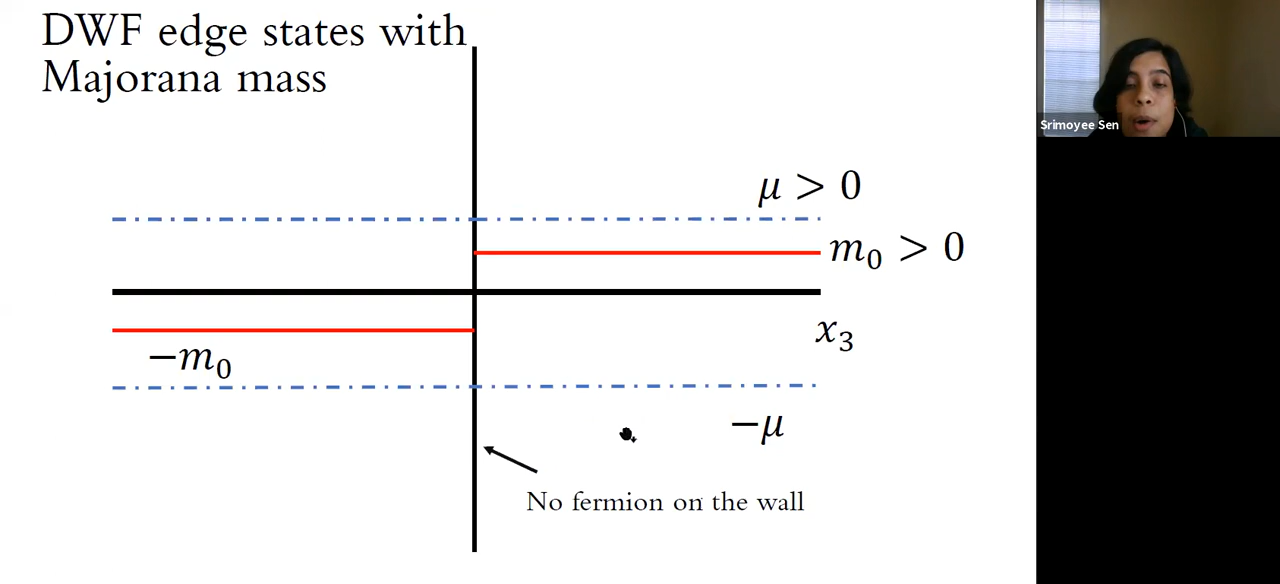 DWF edge states with
Majorana mass
Srimoyee Sen
μ > 0
m₀ > 0
x₃
−m₀
−μ
No fermion on the wall